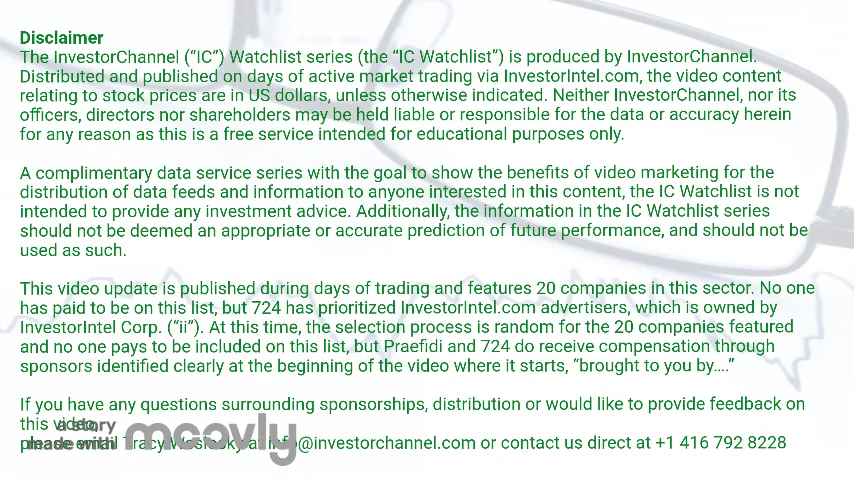 Disclaimer
The InvestorChannel (“IC”) Watchlist series (the “IC Watchlist”) is produced by InvestorChannel.
Distributed and published on days of active market trading via InvestorIntel.com, the video content
relating to stock prices are in US dollars, unless otherwise indicated. Neither InvestorChannel, nor its
officers, directors nor shareholders may be held liable or responsible for the data or accuracy herein
for any reason as this is a free service intended for educational purposes only.
A complimentary data service series with the goal to show the benefits of video marketing for the
distribution of data feeds and information to anyone interested in this content, the IC Watchlist is not
intended to provide any investment advice. Additionally, the information in the IC Watchlist series
should not be deemed an appropriate or accurate prediction of future performance, and should not be
used as such.
This video update is published during days of trading and features 20 companies in this sector. No one
has paid to be on this list, but 724 has prioritized InvestorIntel.com advertisers, which is owned by
InvestorIntel Corp. (“ii”). At this time, the selection process is random for the 20 companies featured
and no one pays to be included on this list, but Praefidi and 724 do receive compensation through
sponsors identified clearly at the beginning of the video where it starts, “brought to you by....”
If you have any questions surrounding sponsorships, distribution or would like to provide feedback on
this video,
please email Tracy at info@investorchannel.com or contact us direct at +1 416 792 8228
a story
made with moovly